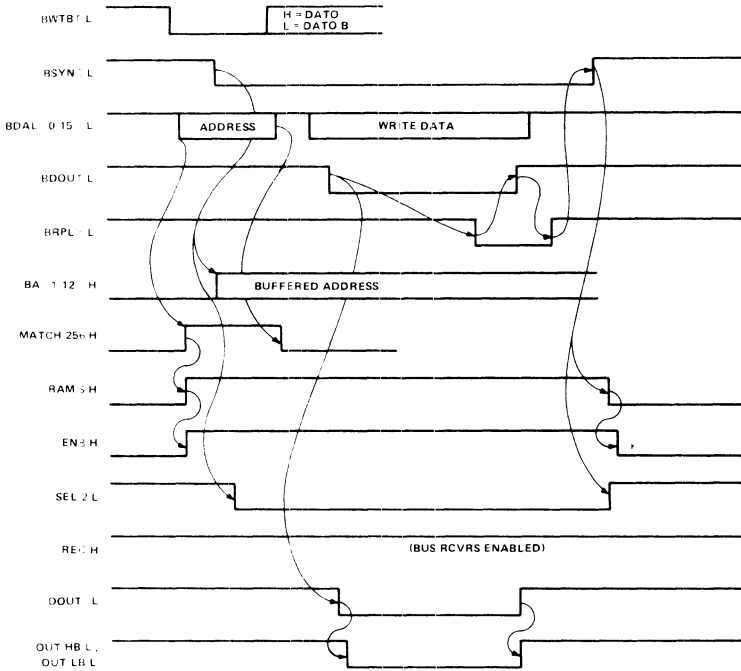 BWTBT L
H = DATO
L = DATO B
BSYNC L
BDAL 0-15 L
ADDRESS
WRITE DATA
BDOUT L
BRPLY L
BA 1-12 H
BUFFERED ADDRESS
MATCH 256 H
RAM S H
ENB H
SEL 2 L
REC H
(BUS RCVRS ENABLED)
DOUT L
OUT HB L,
OUT LB L